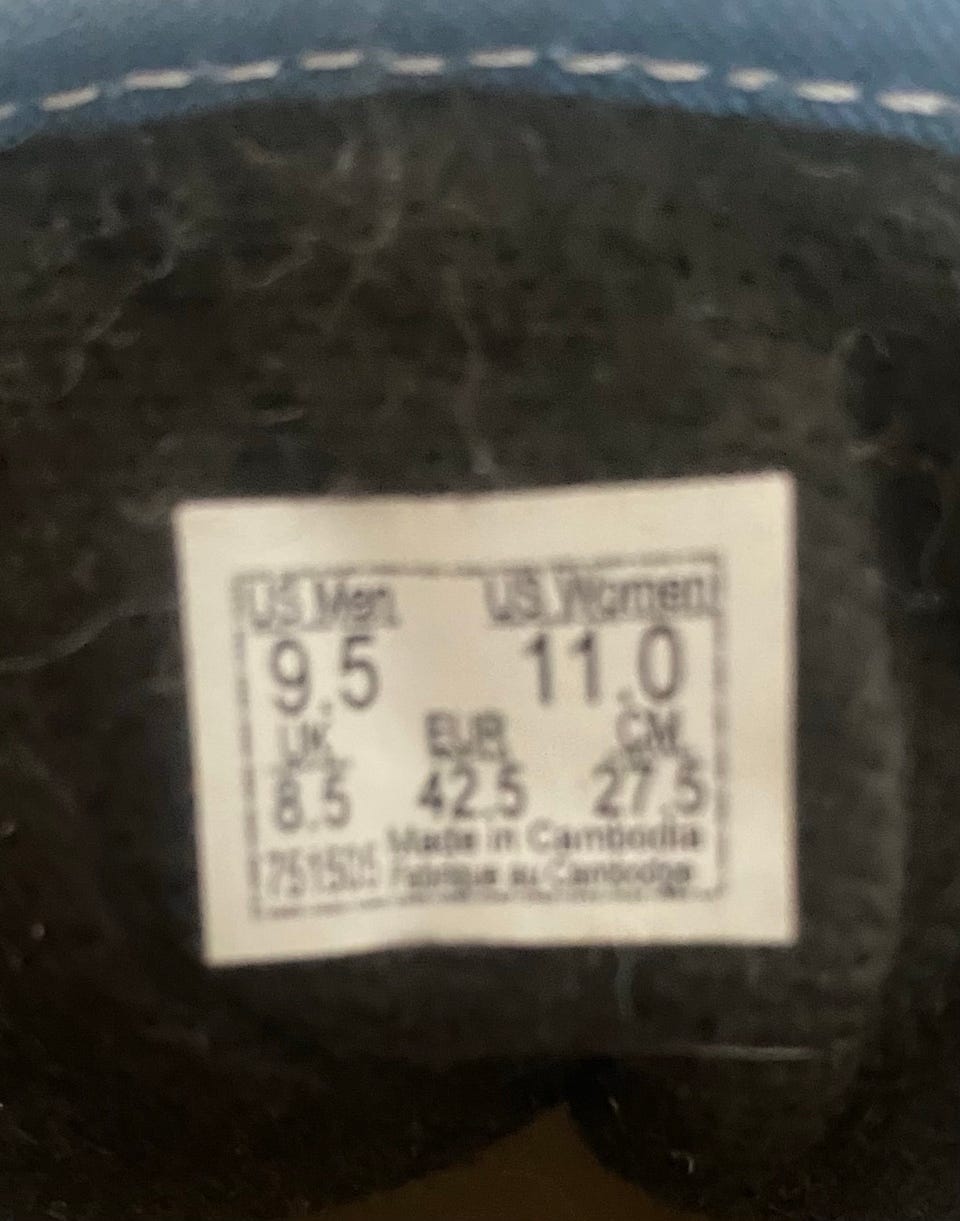 US.Men. US.Women
9.5 11.0
UK. EUR. CM.
8.5 42.5 27.5
Made in Cambodia
751505 Fabriqué au Cambodge